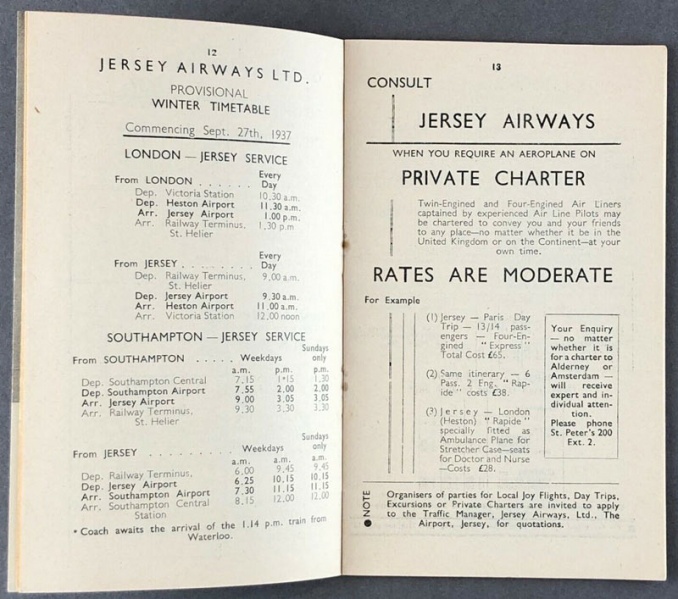 12
JERSEY AIRWAYS LTD.
PROVISIONAL
WINTER TIMETABLE
Commencing Sept. 27th, 1937
LONDON — JERSEY SERVICE
From LONDON . . . . . . Every Day
Dep. Victoria Station 10.30 a.m.
Dep. Heston Airport 11.30 a.m.
Arr. Jersey Airport 1.00 p.m.
Arr. Railway Terminus, 1.30 p.m
St. Helier
From JERSEY . . . . . . . . Every Day
Dep. Railway Terminus, 9.00 a.m.
St. Helier
Dep. Jersey Airport 9.30 a.m.
Arr. Heston Airport 11.00 a.m.
Arr. Victoria Station 12.00 noon
SOUTHAMPTON — JERSEY SERVICE
Sundays
From SOUTHAMPTON . . . . . Weekdays only
a.m. p.m. p.m.
Dep. Southampton Central 7.15 1*15 1.30
Dep. Southampton Airport 7.55 2.00 2.00
Arr. Jersey Airport 9.00 3.05 3.05
Arr. Railway Terminus, 9.30 3.30 3.30
St. Helier
Sundays
From JERSEY . . . . . . . . . Weekdays only
a.m. a.m. a.m.
Dep. Railway Terminus, 6.00 9.45 9.45
Dep. Jersey Airport 6.25 10.15 10.15
Arr. Southampton Airport 7.30 11.15 11.15
Arr. Southampton Central 8.15 12.00 12.00
Station
* Coach awaits the arrival of the 1.14 p.m. train from
Waterloo.
13
CONSULT
JERSEY AIRWAYS
WHEN YOU REQUIRE AN AEROPLANE ON
PRIVATE CHARTER
Twin-Engined and Four-Engined Air Liners
captained by experienced Air Line Pilots may
be chartered to convey you and your friends
to any place—no matter whether it be in the
United Kingdom or on the Continent—at your
own time.
RATES ARE MODERATE
For Example
(1) Jersey — Paris Day
Trip — 13/14 pass-
engers — Four-En-
gined "Express"
Total Cost £65.
(2) Same itinerary — 6
Pass. 2 Eng. "Rap-
ide" costs £38.
(3) Jersey — London
(Heston) "Rapide"
specially fitted as
Ambulance Plane for
Stretcher Case—seats
for Doctor and Nurse
—Costs £28.
Your Enquiry
— no matter
whether it is
for a charter to
Alderney or
Amsterdam —
will receive
expert and in-
dividual atten-
tion.
Please phone
St. Peter's 200
Ext. 2.
● NOTE
Organisers of parties for Local Joy Flights, Day Trips,
Excursions or Private Charters are invited to apply
to the Traffic Manager, Jersey Airways, Ltd., The
Airport, Jersey, for quotations.